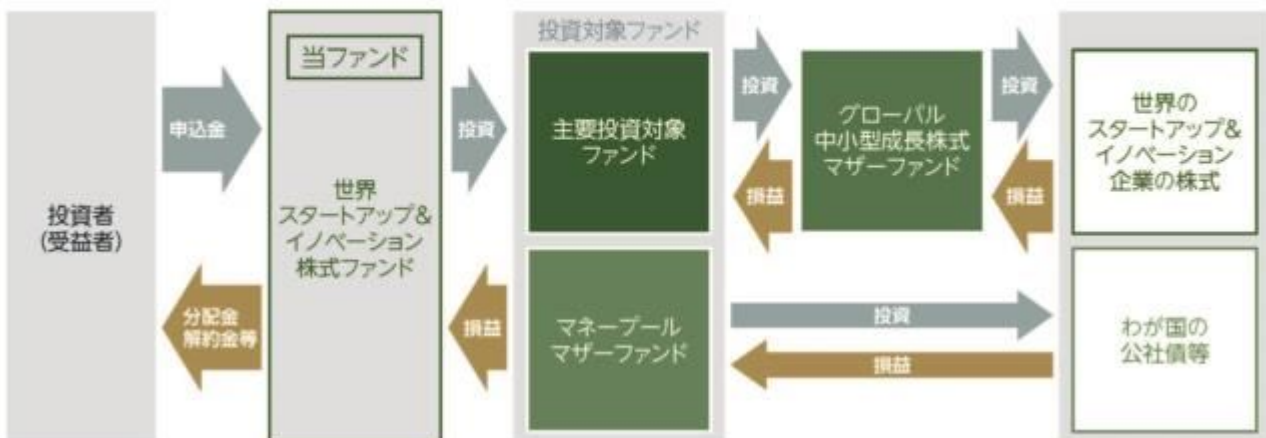 投資者
(受益者)
申込金
分配金
解約金等
当ファンド
世界
スタートアップ&
イノベーション
株式ファンド
投資
損益
投資対象ファンド
主要投資対象
ファンド
マネープール
マザーファンド
投資
損益
グローバル
中小型成長株式
マザーファンド
投資
損益
世界の
スタートアップ&
イノベーション
企業の株式
投資
損益
わが国の
公社債等